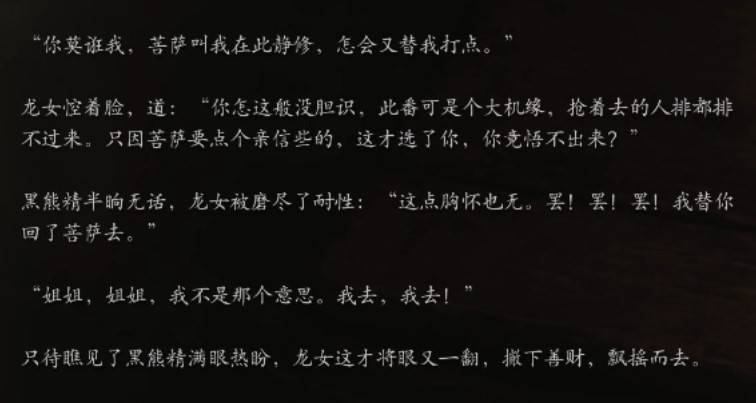 “你莫诳我，菩萨叫我在此静修，怎会又替我打点。”
龙女悾着脸，道：“你怎这般没胆识，此番可是个大机缘，抢着去的人排都排
不过来。只因菩萨要点个亲信些的，这才选了你，你竟悟不出来？”
黑熊精半晌无话，龙女被磨尽了耐性：“这点胸怀也无。罢！罢！罢！我替你
回了菩萨去。”
“姐姐，姐姐，我不是那个意思。我去，我去！”
只待瞧见了黑熊精满眼热盼，龙女这才将眼又一翻，撇下善财，飘摇而去。